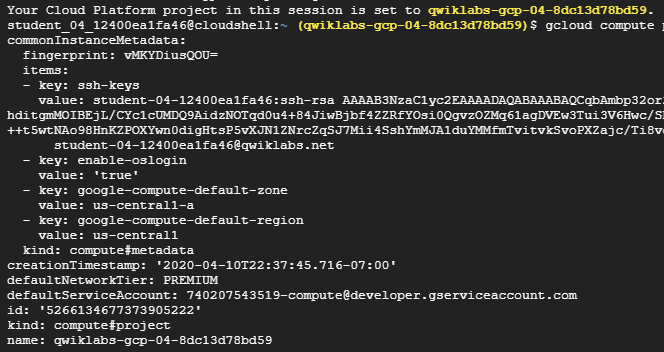 Your Cloud Platform project in this session is set to qwiklabs-gcp-04-8dc13d78bd59.
student_04_12400ea1fa46@cloudshell:~ (qwiklabs-gcp-04-8dc13d78bd59)$ gcloud compute p
commonInstanceMetadata:
fingerprint: vMKYDiusQOU=
items:
- key: ssh-keys
value: student-04-12400ea1fa46:ssh-rsa AAAAB3NzaC1yc2EAAAADAQABAAABAQCqbAmbp32or
hditgmMOIBEjL/CYc1cUMDQ9AidzNOTqd0u4+84JiwBjbf4ZZRfYOsi0QgvzOZMq61agDVEw3Tui3V6Hwc/S
++t5wtNAo98HnKZPOXYwn0digHtsP5vXJN1ZNrcZqSJ7Mii4SshYmMJA1duYMMfmTvitvkSvoPXZajc/Ti8v
student-04-12400ea1fa46@qwiklabs.net
- key: enable-oslogin
value: 'true'
- key: google-compute-default-zone
value: us-central1-a
- key: google-compute-default-region
value: us-central1
kind: compute#metadata
creationTimestamp: '2020-04-10T22:37:45.716-07:00'
defaultNetworkTier: PREMIUM
defaultServiceAccount: 740207543519-compute@developer.gserviceaccount.com
id: '5266134677373905222'
kind: compute#project
name: qwiklabs-gcp-04-8dc13d78bd59